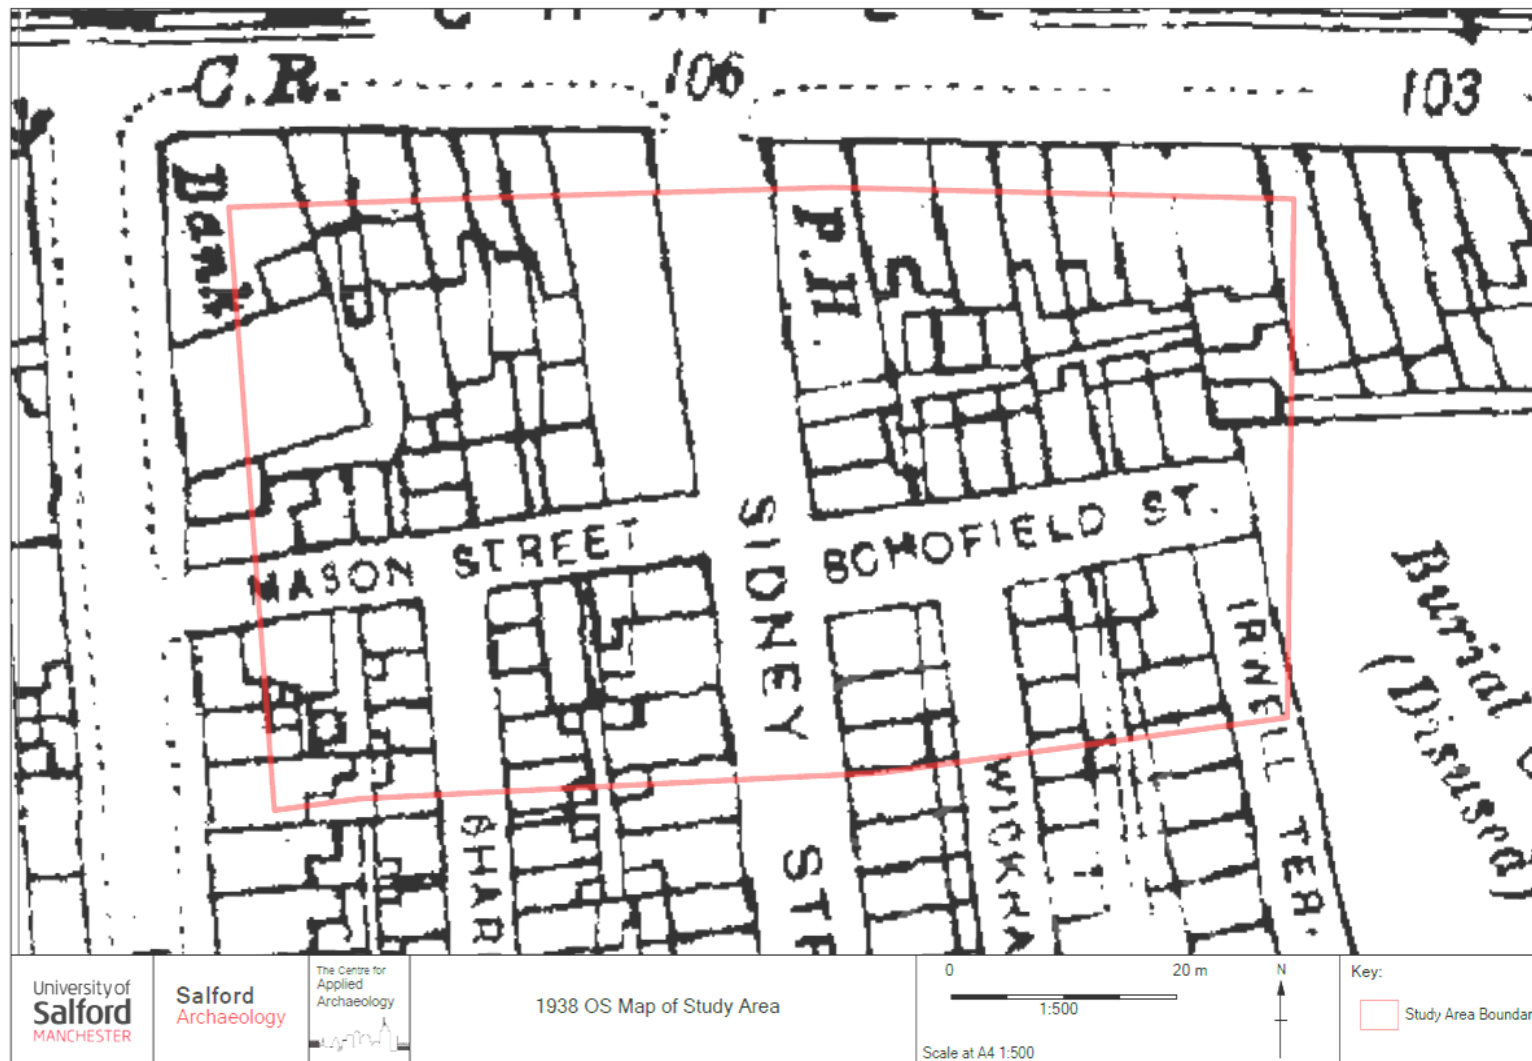 C.R.
106
103
Bank
P.H.
MASON STREET
SIDNEY
SCHOFIELD ST.
IRWELL TER.
Burial
(Disused)
WICKHA
CHAR
University of
Salford
MANCHESTER
Salford
Archaeology
The Centre for
Applied
Archaeology
1938 OS Map of Study Area
0 20 m
1:500
Scale at A4 1:500
N
Key:
Study Area Boundar